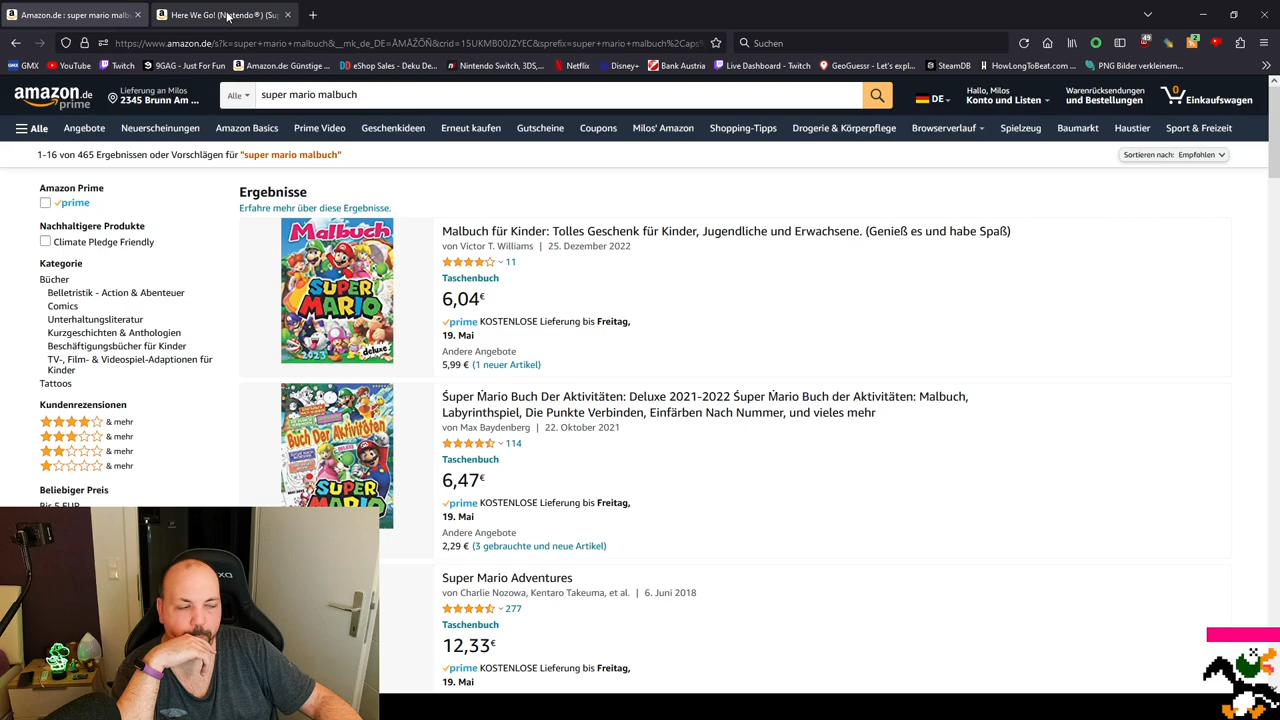 Amazon.de : super mario malb
Here We Go! (Nintendo®) (Su
https://www.amazon.de/s?k=super+mario+malbuch&__mk_de_DE=ÅMÅŽÕÑ&crid=15UKMB00JZYEC&sprefix=super+mario+malbuch%2Caps
Suchen
GMX
YouTube
Twitch
9GAG - Just For Fun
Amazon.de: Günstige ...
eShop Sales - Deku De...
Nintendo Switch, 3DS,...
Netflix
Disney+
Bank Austria
Live Dashboard - Twitch
GeoGuessr - Let's expl...
SteamDB
HowLongToBeat.com ...
PNG Bilder verkleinern...
amazon.de
prime
Lieferung an Milos
2345 Brunn Am ...
Alle
super mario malbuch
DE
Hallo, Milos
Konto und Listen
Warenrücksendungen
und Bestellungen
0
Einkaufswagen
Alle
Angebote
Neuerscheinungen
Amazon Basics
Prime Video
Geschenkideen
Erneut kaufen
Gutscheine
Coupons
Milos' Amazon
Shopping-Tipps
Drogerie & Körperpflege
Browserverlauf
Spielzeug
Baumarkt
Haustier
Sport & Freizeit
1-16 von 465 Ergebnissen oder Vorschlägen für "super mario malbuch"
Sortieren nach: Empfohlen
Amazon Prime
prime
Nachhaltigere Produkte
Climate Pledge Friendly
Kategorie
Bücher
Belletristik - Action & Abenteuer
Comics
Unterhaltungsliteratur
Kurzgeschichten & Anthologien
Beschäftigungsbücher für Kinder
TV-, Film- & Videospiel-Adaptionen für
Kinder
Tattoos
Kundenrezensionen
& mehr
& mehr
& mehr
& mehr
Beliebiger Preis
Bis 5 EUR
Ergebnisse
Erfahre mehr über diese Ergebnisse.
Malbuch
SUPER
MARIO
2023
deluxe
Malbuch für Kinder: Tolles Geschenk für Kinder, Jugendliche und Erwachsene. (Genieß es und habe Spaß)
von Victor T. Williams | 25. Dezember 2022
11
Taschenbuch
6,04€
prime KOSTENLOSE Lieferung bis Freitag,
19. Mai
Andere Angebote
5,99 € (1 neuer Artikel)
Buch Der Aktivitäten
SUPER
MARIO
Ṡuper Ṁario Buch Der Aktivitäten: Deluxe 2021-2022 Ṡuper Ṁario Buch der Aktivitäten: Malbuch,
Labyrinthspiel, Die Punkte Verbinden, Einfärben Nach Nummer, und vieles mehr
von Max Baydenberg | 22. Oktober 2021
114
Taschenbuch
6,47€
prime KOSTENLOSE Lieferung bis Freitag,
19. Mai
Andere Angebote
2,29 € (3 gebrauchte und neue Artikel)
Super Mario Adventures
von Charlie Nozowa, Kentaro Takeuma, et al. | 6. Juni 2018
277
Taschenbuch
12,33€
prime KOSTENLOSE Lieferung bis Freitag,
19. Mai